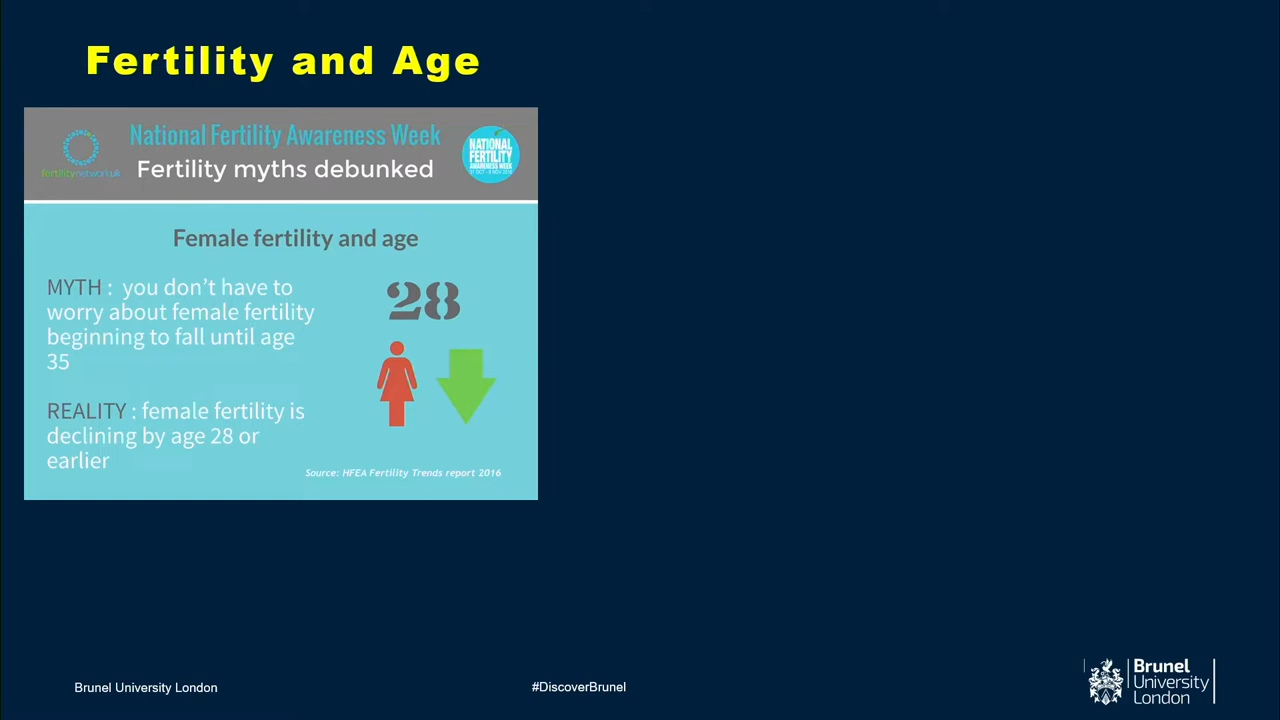 Fertility and Age
National Fertility Awareness Week
Fertility myths debunked
fertilitynetworkuk
NATIONAL
FERTILITY
AWARENESS WEEK
Female fertility and age
MYTH : you don't have to
worry about female fertility
beginning to fall until age
35
28
REALITY : female fertility is
declining by age 28 or
earlier
Source: HFEA Fertility Trends report 2016
Brunel University London
#DiscoverBrunel
Brunel
University
London